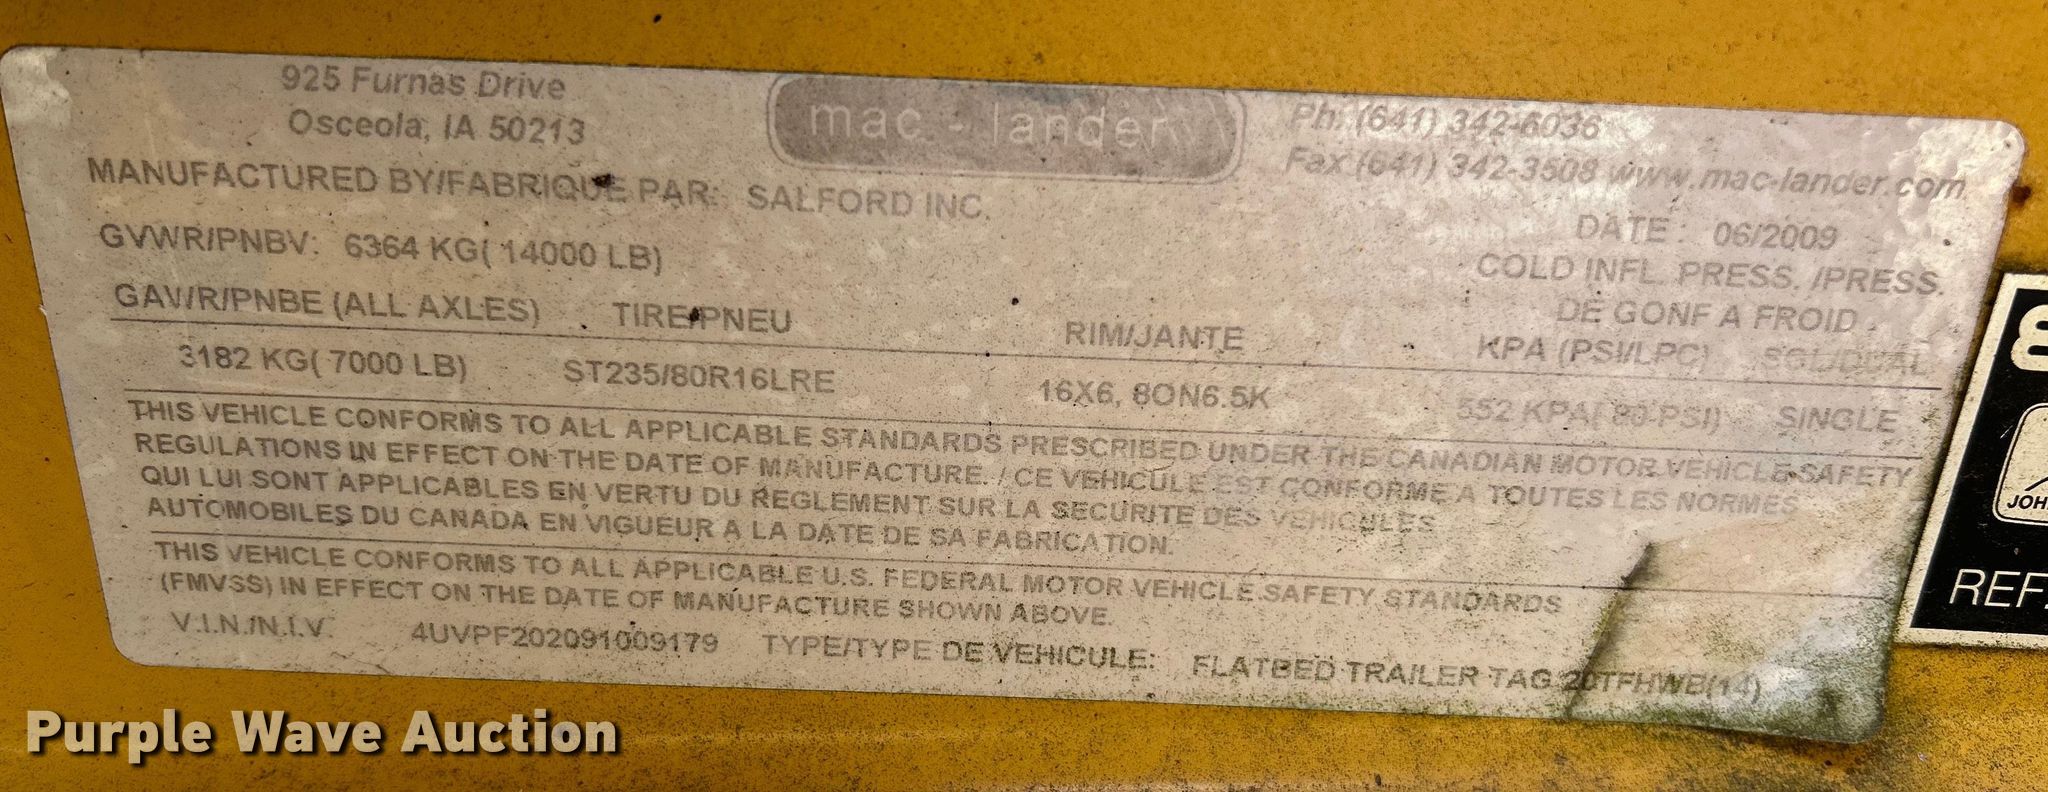 925 Furnas Drive
Osceola, IA 50213
mac - lander
Ph. (641) 342-6036
Fax (641) 342-3508 www.mac-lander.com
MANUFACTURED BY/FABRIQUE PAR: SALFORD INC.
DATE: 06/2009
GVWR/PNBV: 6364 KG( 14000 LB)
COLD INFL. PRESS. /PRESS.
DE GONF A FROID
GAWR/PNBE (ALL AXLES) TIRE/PNEU RIM/JANTE KPA (PSI/LPC) SGL/DUAL
3182 KG( 7000 LB) ST235/80R16LRE 16X6, 8ON6.5K 552 KPA( 80 PSI) SINGLE
THIS VEHICLE CONFORMS TO ALL APPLICABLE STANDARDS PRESCRIBED UNDER THE CANADIAN MOTOR VEHICLE SAFETY
REGULATIONS IN EFFECT ON THE DATE OF MANUFACTURE. / CE VEHICULE EST CONFORME A TOUTES LES NORMES
QUI LUI SONT APPLICABLES EN VERTU DU REGLEMENT SUR LA SECURITE DES VEHICULES
AUTOMOBILES DU CANADA EN VIGUEUR A LA DATE DE SA FABRICATION.
THIS VEHICLE CONFORMS TO ALL APPLICABLE U.S. FEDERAL MOTOR VEHICLE SAFETY STANDARDS
(FMVSS) IN EFFECT ON THE DATE OF MANUFACTURE SHOWN ABOVE.
V.I.N./N.I.V. 4UVPF202091009179 TYPE/TYPE DE VEHICULE: FLATBED TRAILER TAG 20TFHWB(14)
8
JOH
REF.
Purple Wave Auction